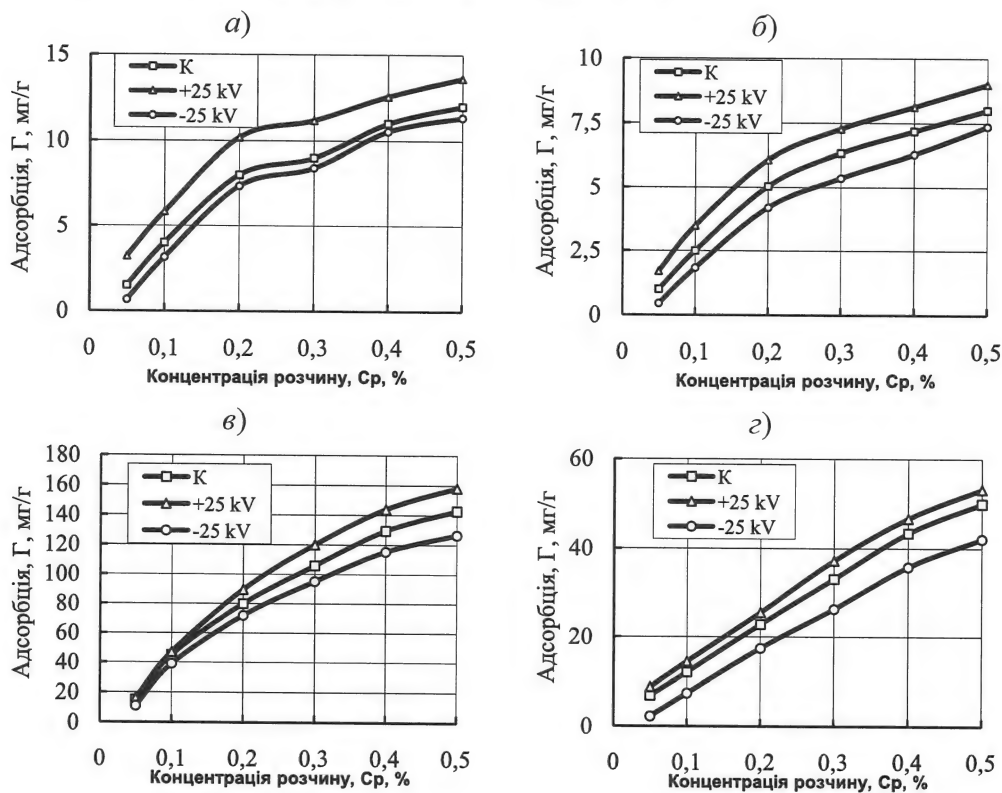 а)
Адсорбція, Г, мг/г
15
10
5
0
К
+25 kV
-25 kV
0 0,1 0,2 0,3 0,4 0,5
Концентрація розчину, Ср, %
б)
Адсорбція, Г, мг/г
10
7,5
5
2,5
0
К
+25 kV
-25 kV
0 0,1 0,2 0,3 0,4 0,5
Концентрація розчину, Ср, %
в)
Адсорбція, Г, мг/г
180
160
140
120
100
80
60
40
20
0
К
+25 kV
-25 kV
0 0,1 0,2 0,3 0,4 0,5
Концентрація розчину, Ср, %
г)
Адсорбція, Г, мг/г
60
40
20
0
К
+25 kV
-25 kV
0 0,1 0,2 0,3 0,4 0,5
Концентрація розчину, Ср, %